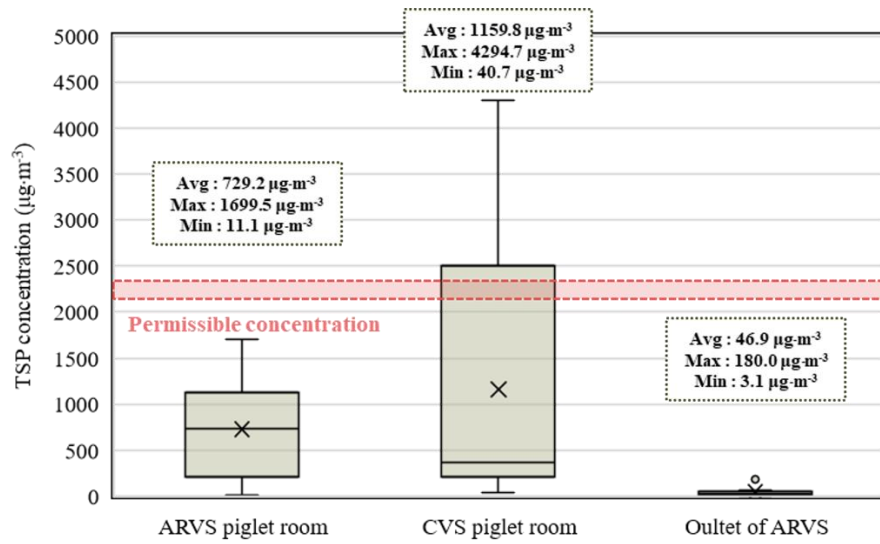 TSP concentration (μg·m⁻³)
5000
4500
4000
3500
3000
2500
2000
1500
1000
500
0
Avg : 729.2 μg·m⁻³
Max : 1699.5 μg·m⁻³
Min : 11.1 μg·m⁻³
Avg : 1159.8 μg·m⁻³
Max : 4294.7 μg·m⁻³
Min : 40.7 μg·m⁻³
Permissible concentration
Avg : 46.9 μg·m⁻³
Max : 180.0 μg·m⁻³
Min : 3.1 μg·m⁻³
ARVS piglet room
CVS piglet room
Oultet of ARVS